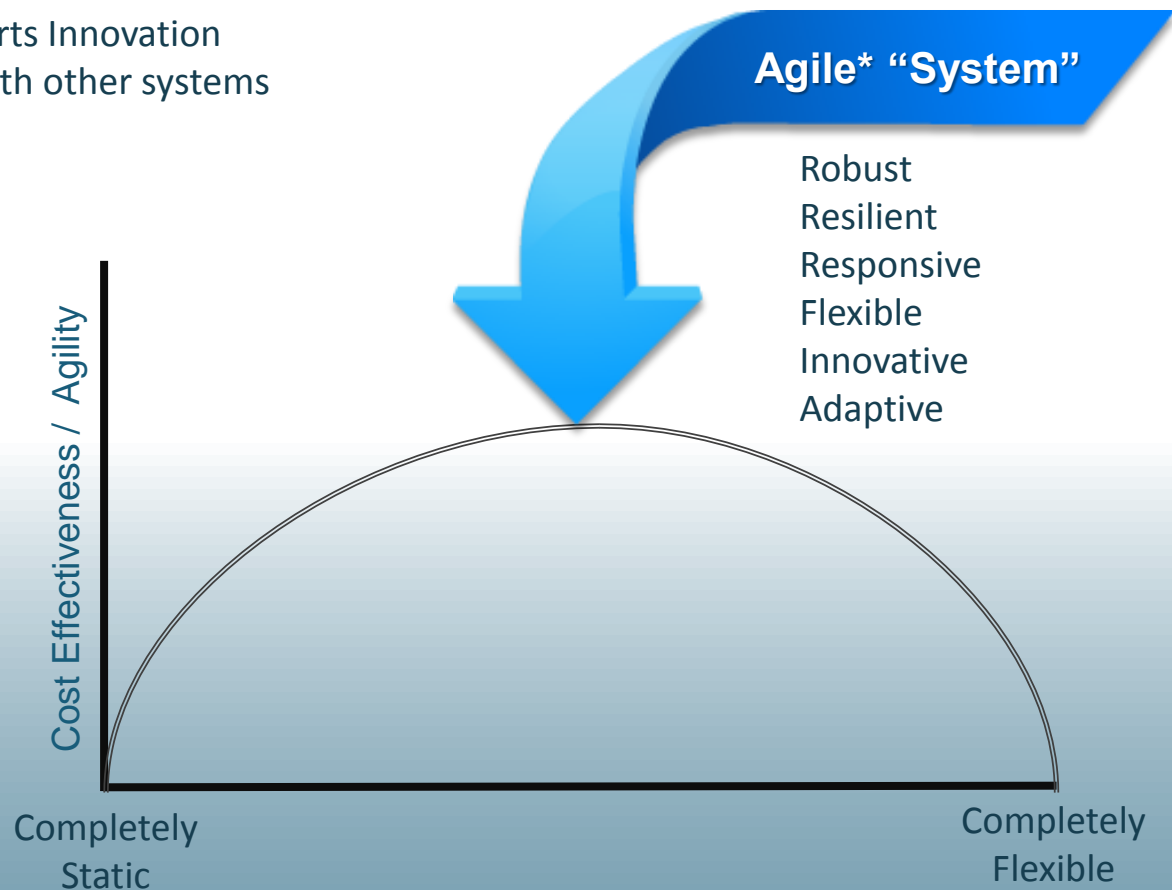 rts Innovation
th other systems
Agile* “System”
Robust
Resilient
Responsive
Flexible
Innovative
Adaptive
Cost Effectiveness / Agility
Completely
Static
Completely
Flexible